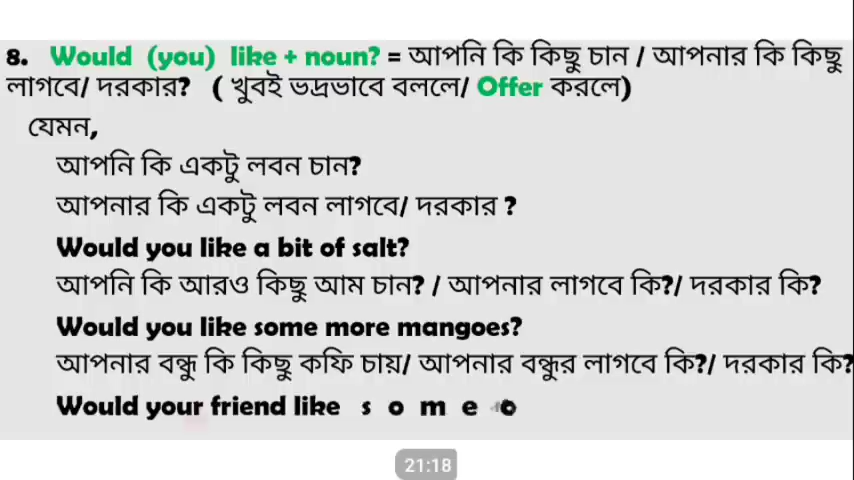 8. Would (you) like + noun? = আপনি কি কিছু চান / আপনার কি কিছু
লাগবে/ দরকার? ( খুবই ভদ্রভাবে বললে/ Offer করলে)
যেমন,
আপনি কি একটু লবন চান?
আপনার কি একটু লবন লাগবে/ দরকার ?
Would you like a bit of salt?
আপনি কি আরও কিছু আম চান? / আপনার লাগবে কি?/ দরকার কি?
Would you like some more mangoes?
আপনার বন্ধু কি কিছু কফি চায়/ আপনার বন্ধুর লাগবে কি?/ দরকার কি?
Would your friend like s o m e
21:18